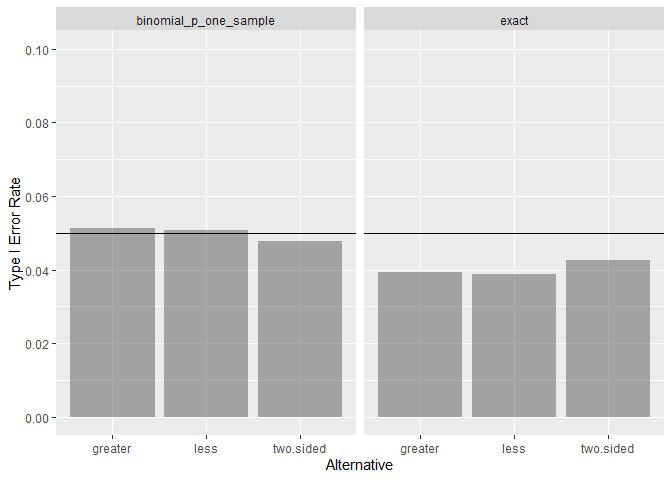 binomial_p_one_sample
exact
Type I Error Rate
0.10
0.08
0.06
0.04
0.02
0.00
greater less two.sided
greater less two.sided
Alternative